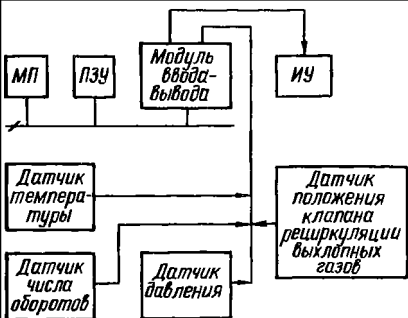 МП
ПЗУ
Модуль
ввода-
вывода
ИУ
Датчик
темпера-
туры
Датчик
положения
клапана
рециркуляции
выхлопных
газов
Датчик
числа
оборотов
Датчик
давления